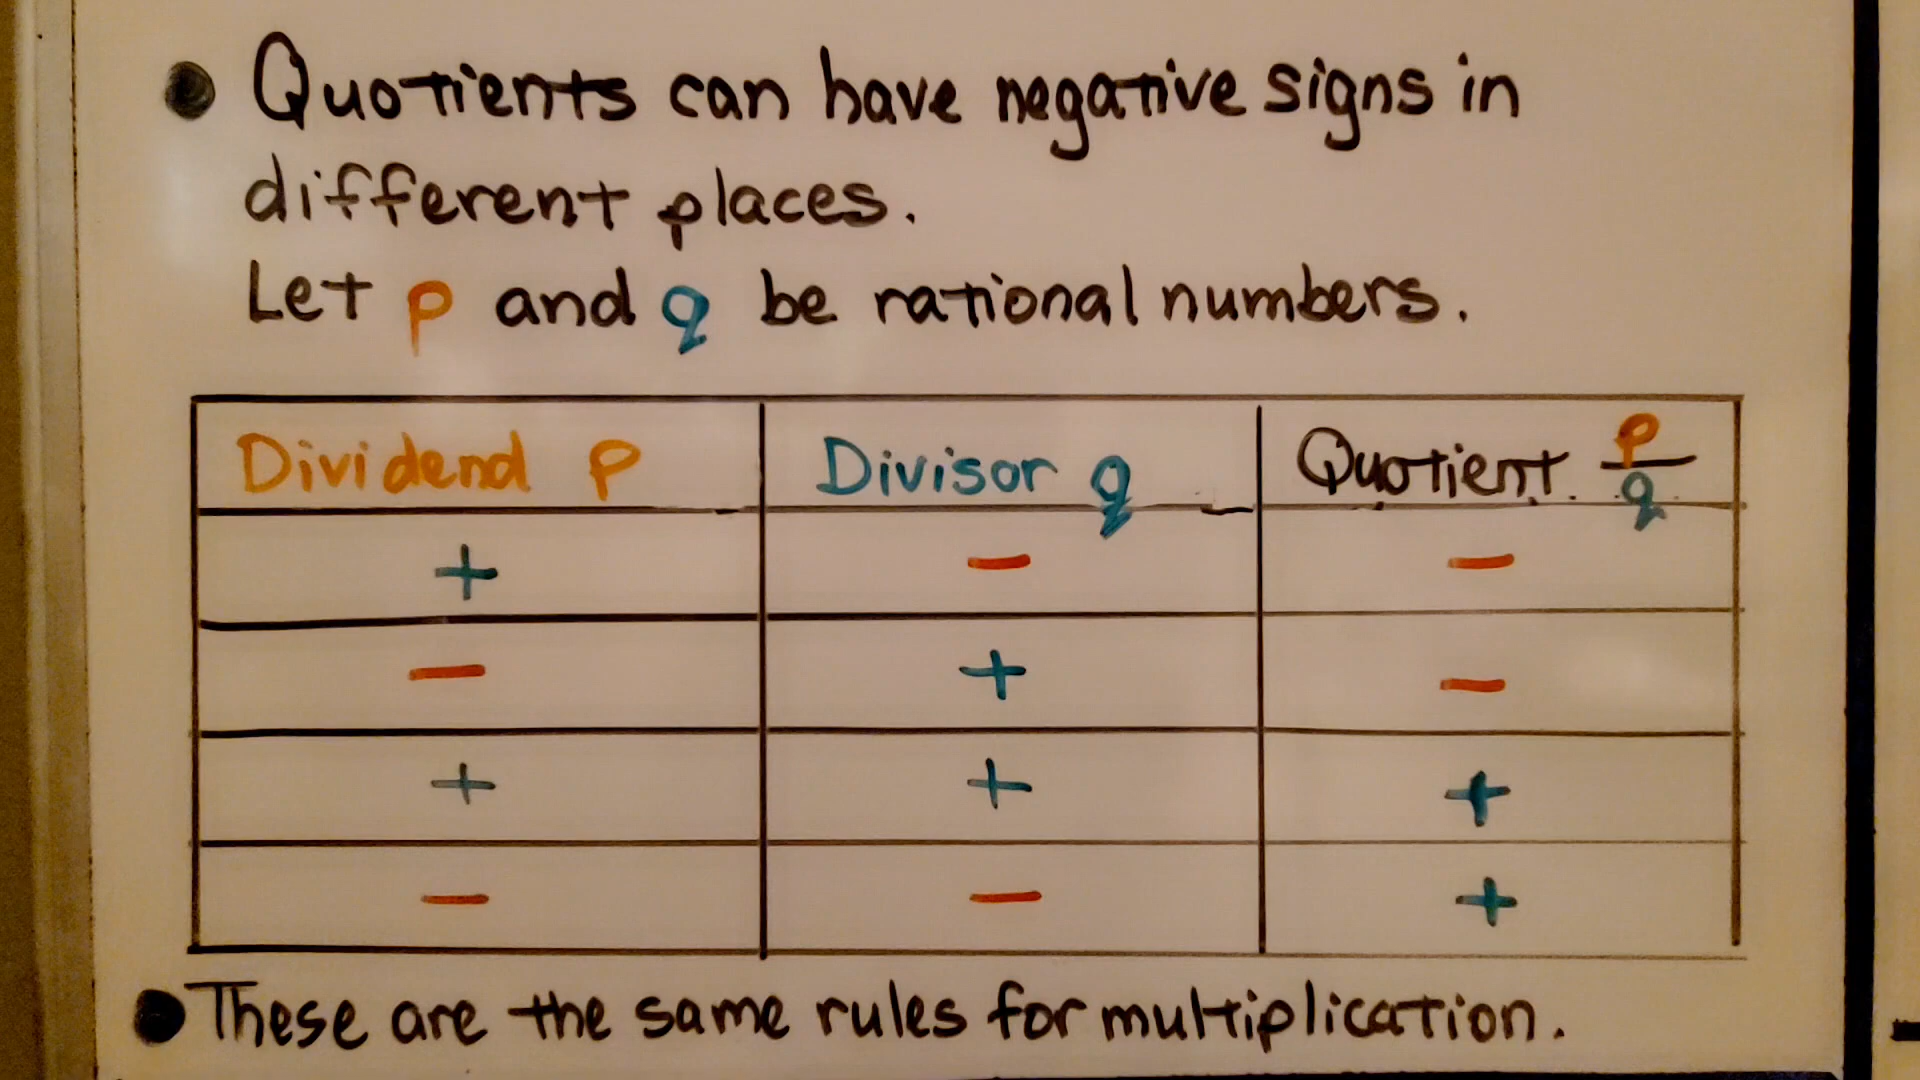 ● Quotients can have negative signs in
different places.
Let p and q be rational numbers.
Dividend p Divisor q Quotient p/q
+ − −
− + −
+ + +
− − +
● These are the same rules for multiplication.